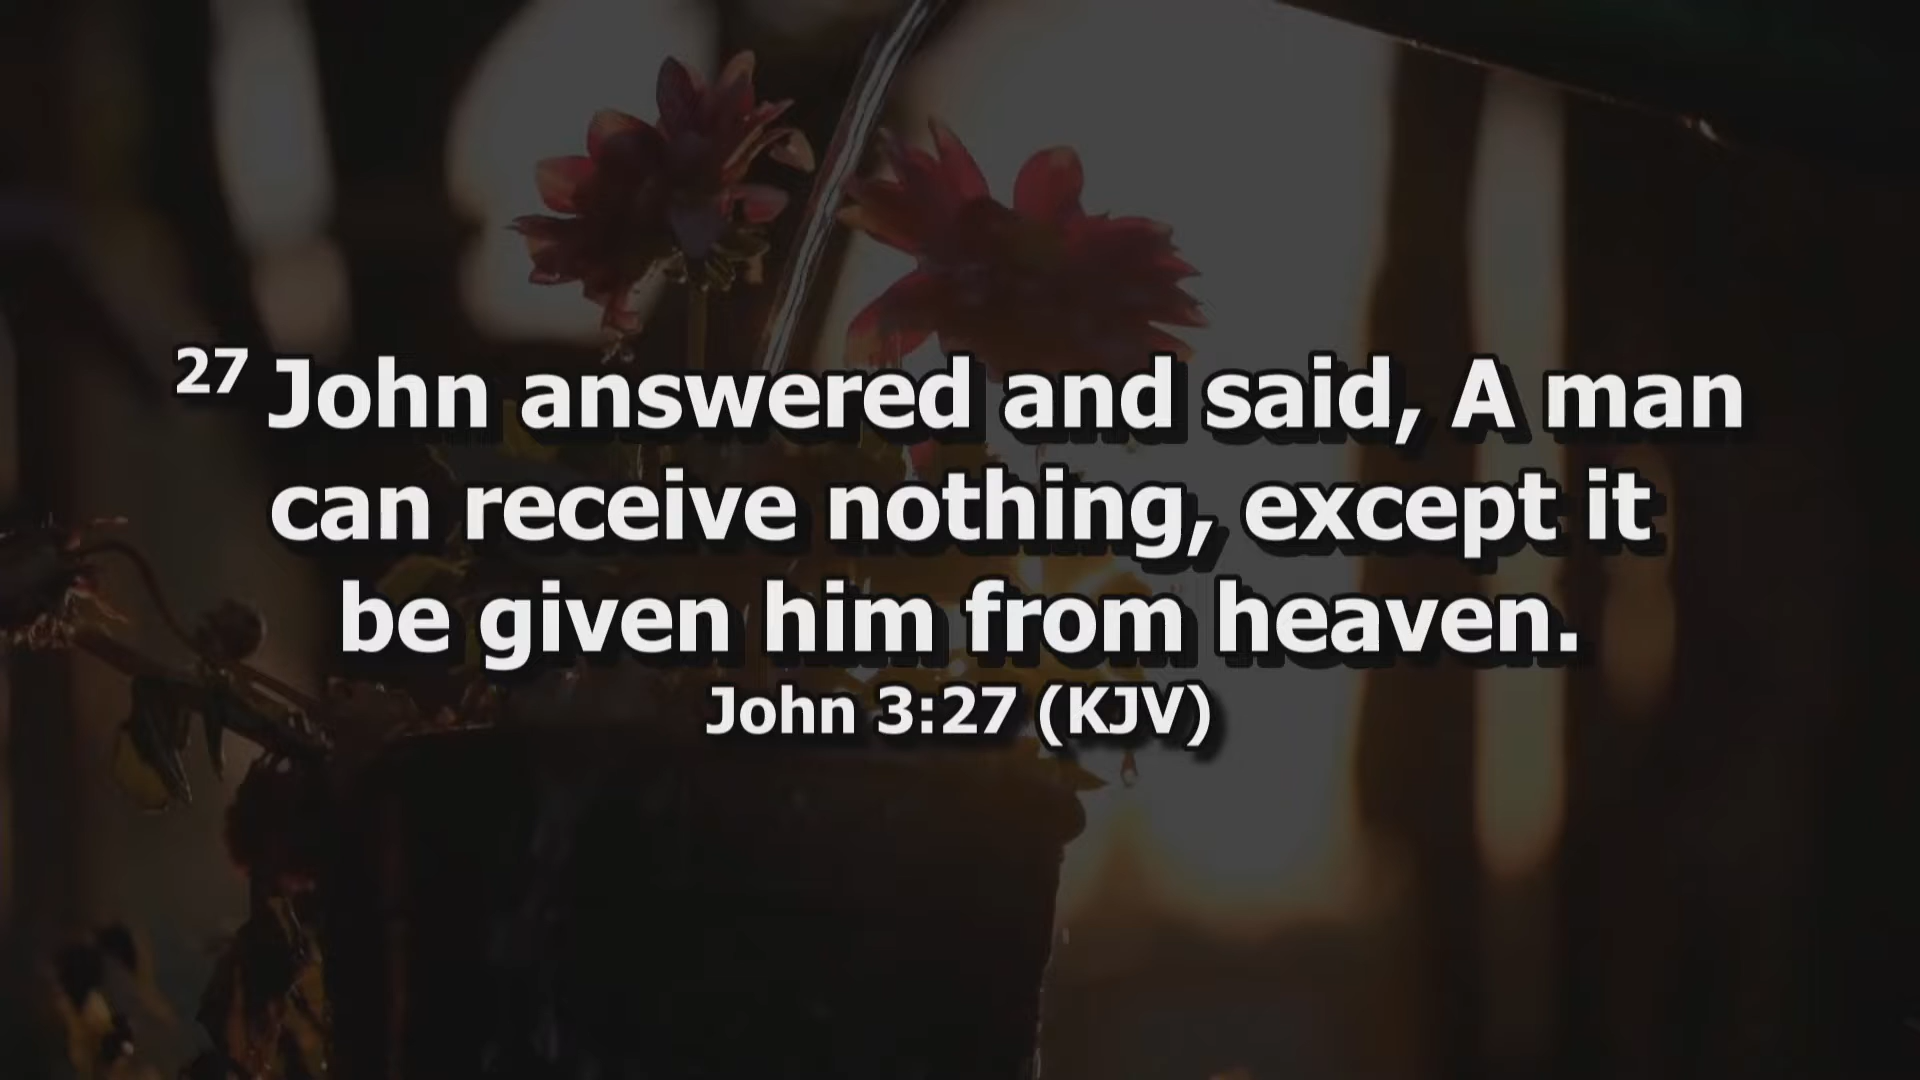 27 John answered and said, A man
can receive nothing, except it
be given him from heaven.
John 3:27 (KJV)